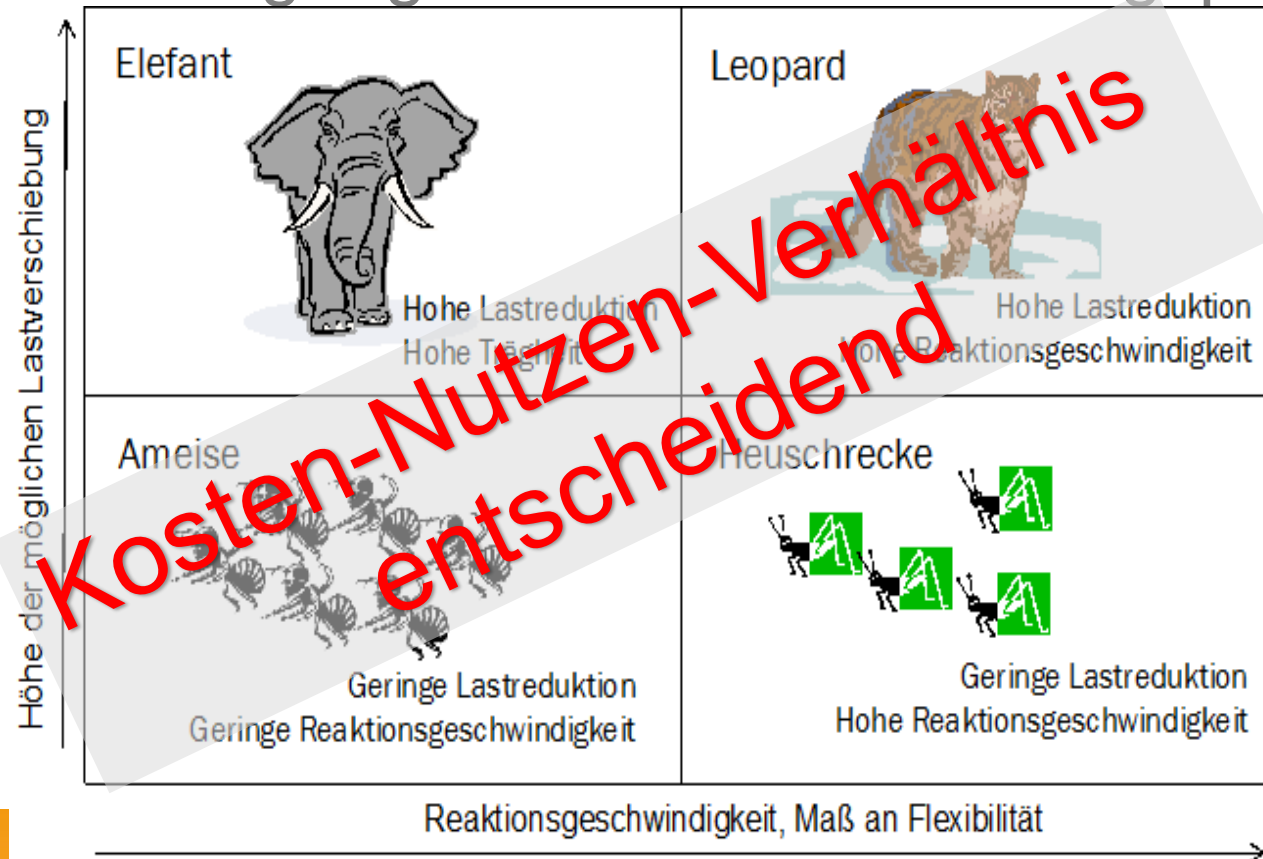 Elefant
Hohe Lastreduktion
Hohe Trägheit
Leopard
Hohe Lastreduktion
Hohe Reaktionsgeschwindigkeit
Ameise
Geringe Lastreduktion
Geringe Reaktionsgeschwindigkeit
Heuschrecke
Geringe Lastreduktion
Hohe Reaktionsgeschwindigkeit
Kosten-Nutzen-Verhältnis
entscheidend
Höhe der möglichen Lastverschiebung
Reaktionsgeschwindigkeit, Maß an Flexibilität